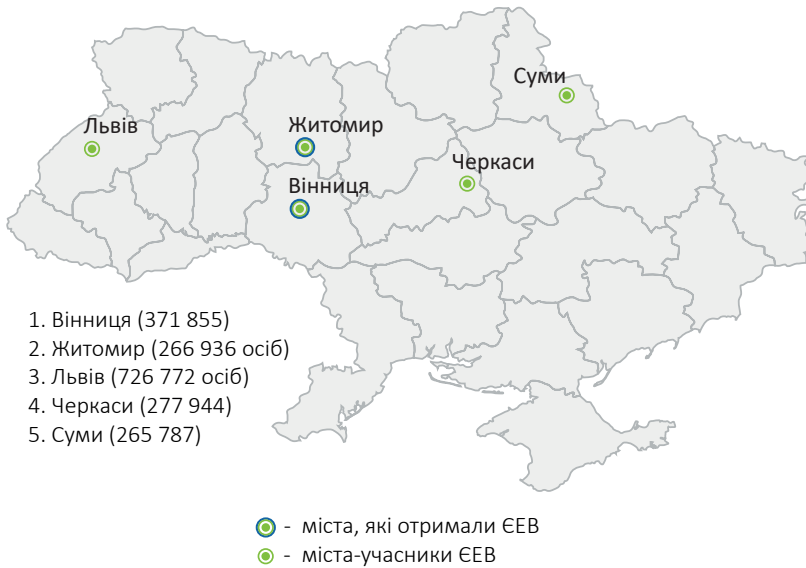 Суми
Львів
Житомир
Черкаси
Вінниця
1. Вінниця (371 855)
2. Житомир (266 936 осіб)
3. Львів (726 772 осіб)
4. Черкаси (277 944)
5. Суми (265 787)
- міста, які отримали ЄЕВ
- міста-учасники ЄЕВ